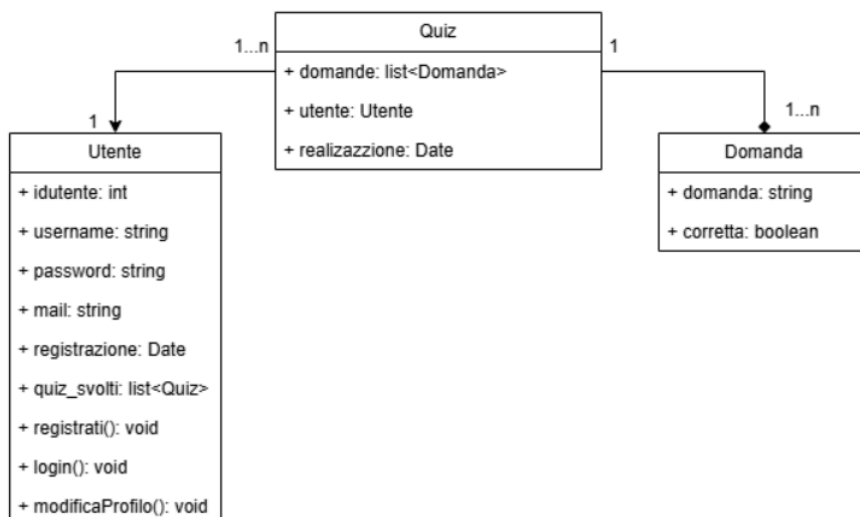 Quiz
+ domande: list<Domanda>
+ utente: Utente
+ realizazzione: Date
1...n
1
1
1...n
Utente
+ idutente: int
+ username: string
+ password: string
+ mail: string
+ registrazione: Date
+ quiz_svolti: list<Quiz>
+ registrati(): void
+ login(): void
+ modificaProfilo(): void
Domanda
+ domanda: string
+ corretta: boolean